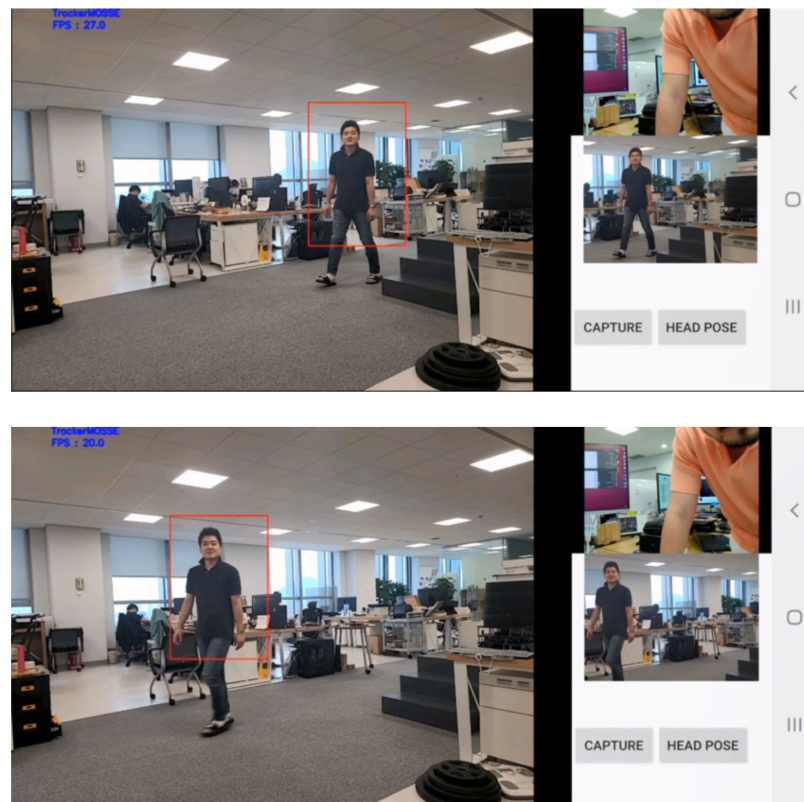 TrackerMOSSE
FPS : 27.0
CAPTURE HEAD POSE
TrackerMOSSE
FPS : 20.0
CAPTURE HEAD POSE